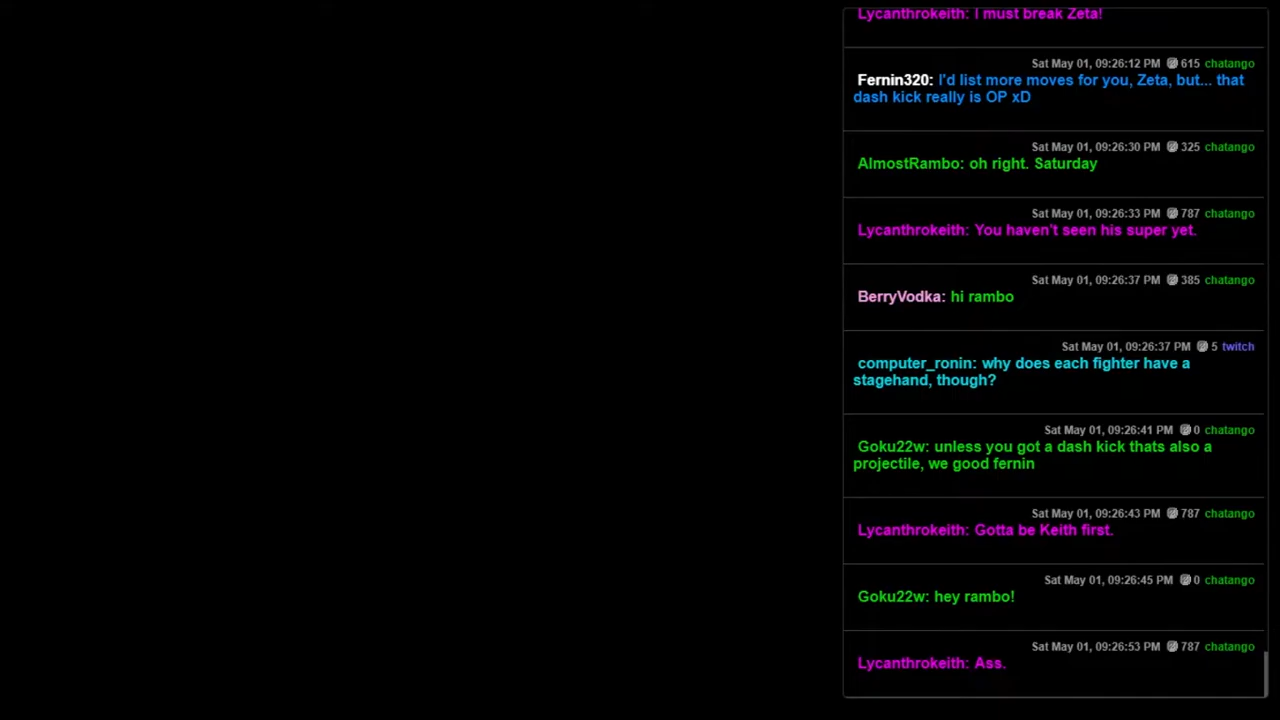 Lycanthrokeith: I must break Zeta!
Sat May 01, 09:26:12 PM 615 chatango
Fernin320: I'd list more moves for you, Zeta, but... that
dash kick really is OP xD
Sat May 01, 09:26:30 PM 325 chatango
AlmostRambo: oh right. Saturday
Sat May 01, 09:26:33 PM 787 chatango
Lycanthrokeith: You haven't seen his super yet.
Sat May 01, 09:26:37 PM 385 chatango
BerryVodka: hi rambo
Sat May 01, 09:26:37 PM 5 twitch
computer_ronin: why does each fighter have a
stagehand, though?
Sat May 01, 09:26:41 PM 0 chatango
Goku22w: unless you got a dash kick thats also a
projectile, we good fernin
Sat May 01, 09:26:43 PM 787 chatango
Lycanthrokeith: Gotta be Keith first.
Sat May 01, 09:26:45 PM 0 chatango
Goku22w: hey rambo!
Sat May 01, 09:26:53 PM 787 chatango
Lycanthrokeith: Ass.